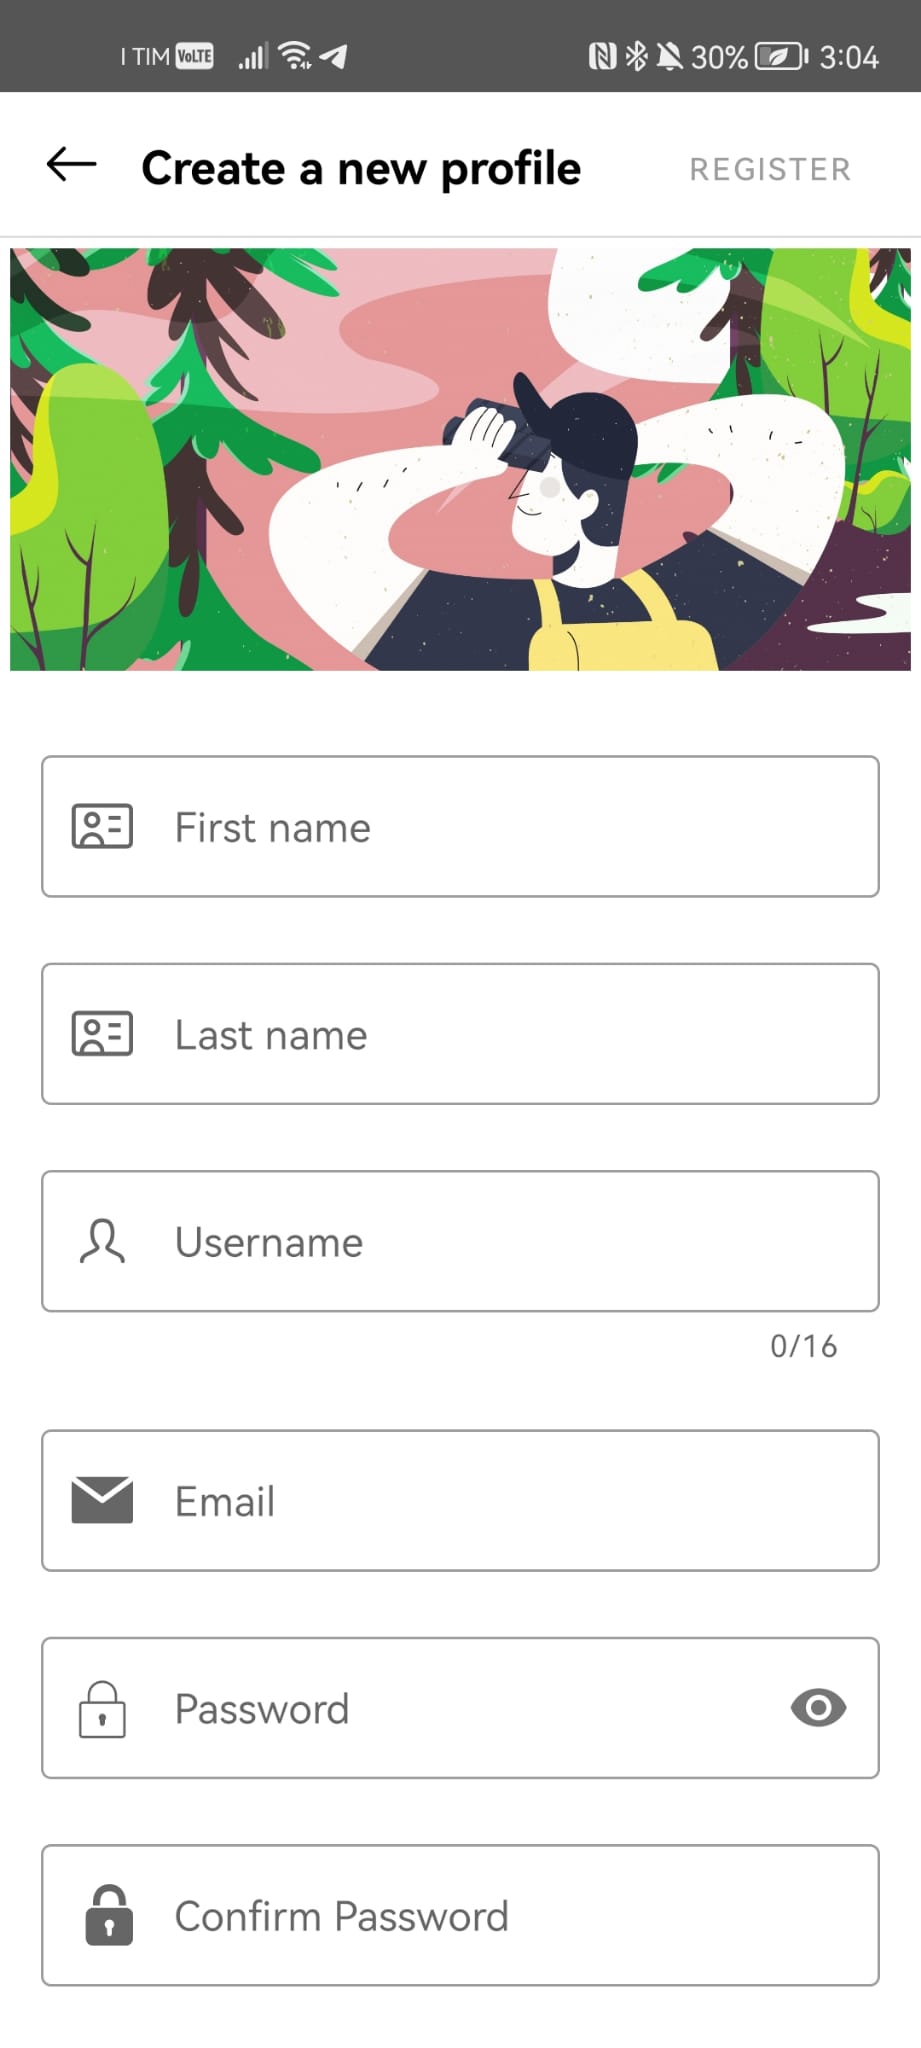 I TIM VoLTE 30% 3:04
Create a new profile REGISTER
First name
Last name
Username
0/16
Email
Password
Confirm Password